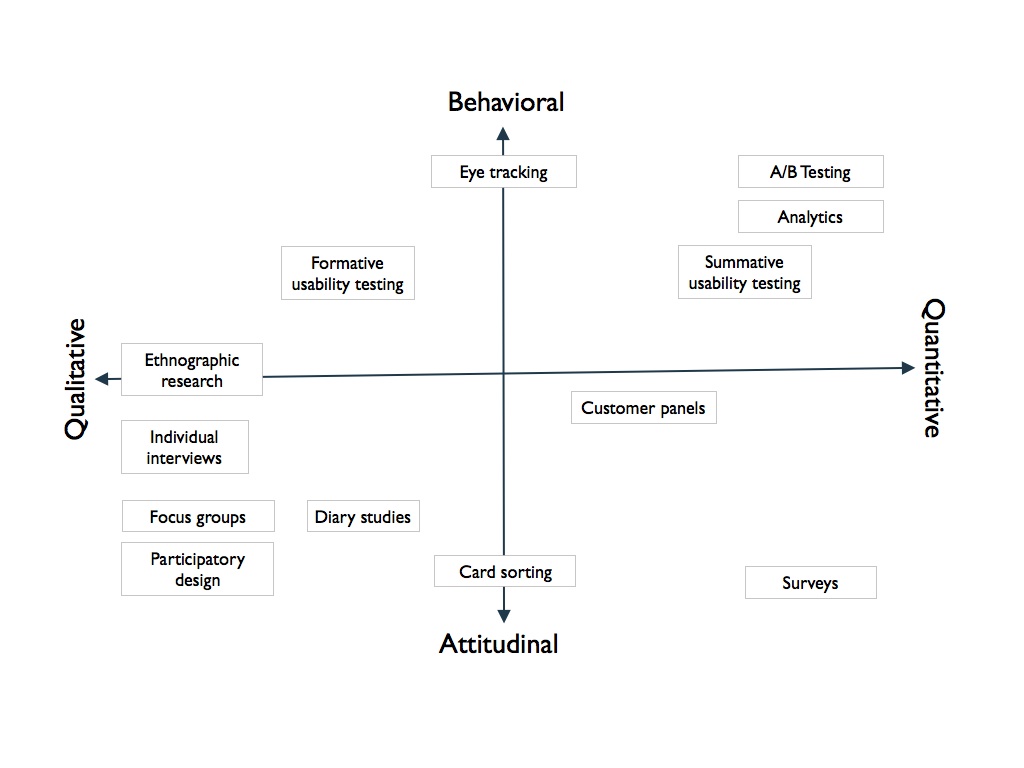 Behavioral
Eye tracking
A/B Testing
Analytics
Formative
usability testing
Summative
usability testing
Qualitative
Quantitative
Ethnographic
research
Customer panels
Individual
interviews
Focus groups
Diary studies
Participatory
design
Card sorting
Surveys
Attitudinal